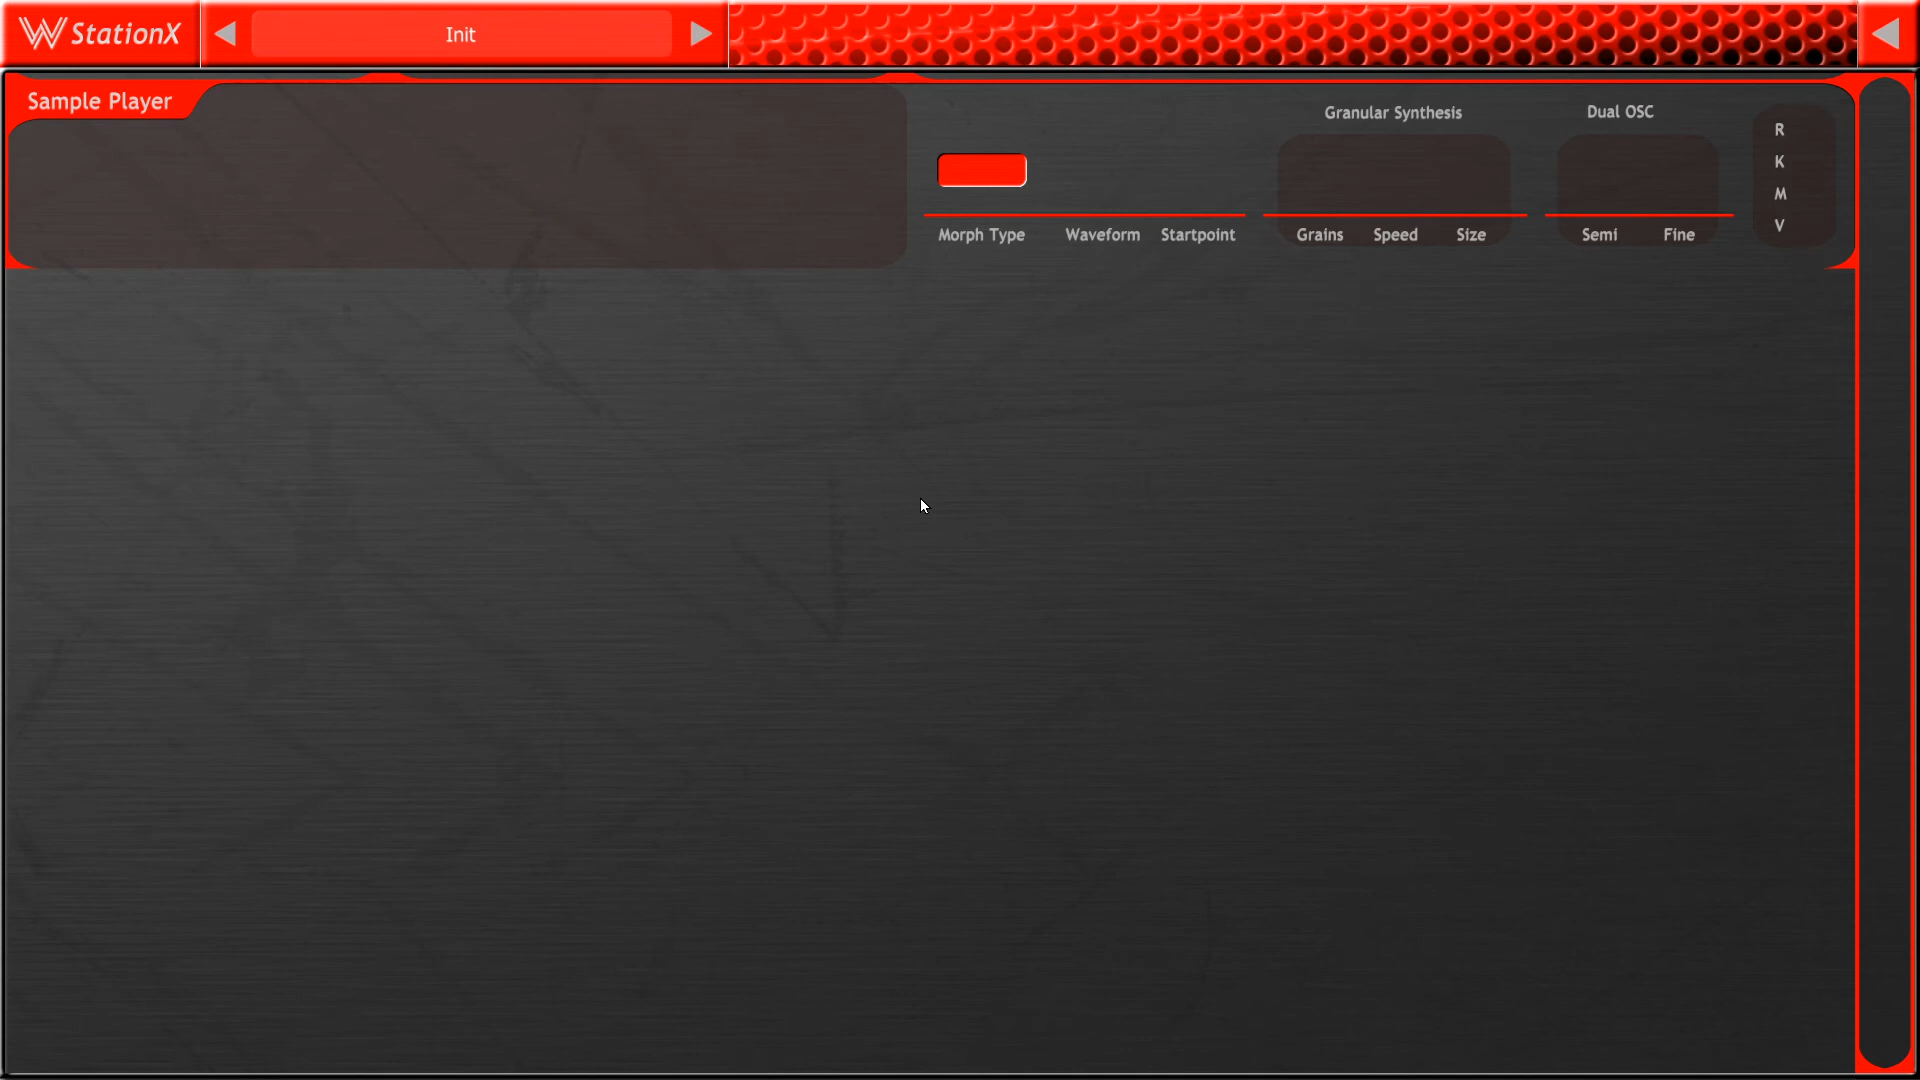 StationX
Init
Sample Player
Granular Synthesis
Dual OSC
R
K
M
V
Morph Type
Waveform
Startpoint
Grains
Speed
Size
Semi
Fine